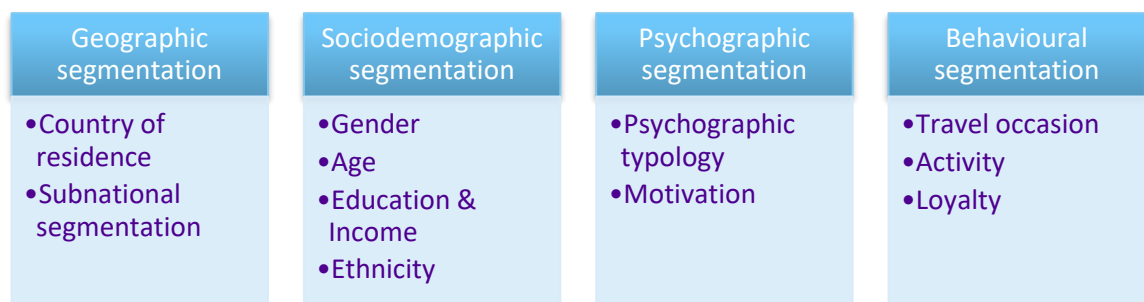 Geographic
segmentation
•Country of
residence
•Subnational
segmentation
Sociodemographic
segmentation
•Gender
•Age
•Education &
Income
•Ethnicity
Psychographic
segmentation
•Psychographic
typology
•Motivation
Behavioural
segmentation
•Travel occasion
•Activity
•Loyalty